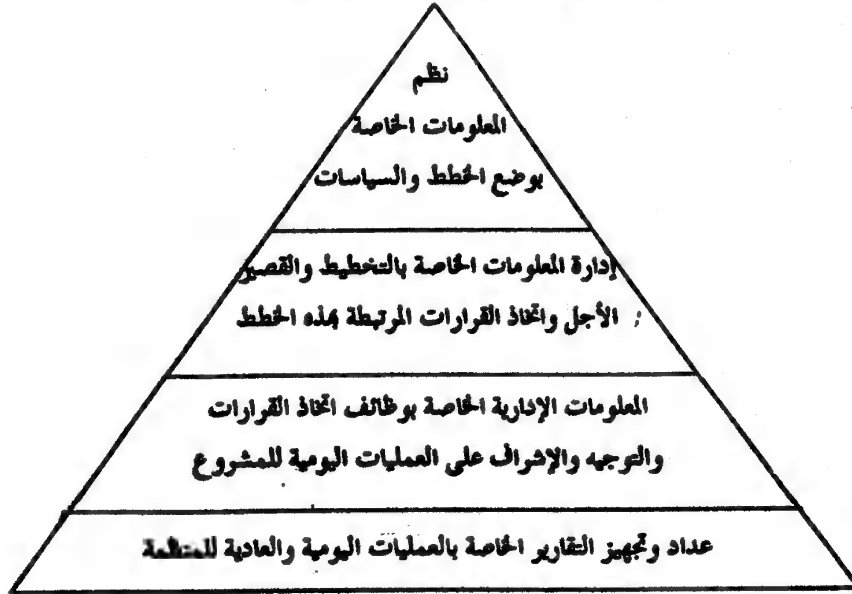 نظم
المعلومات الخاصة
بوضع الخطط والسياسات
إدارة المعلومات الخاصة بالتخطيط والقصير
الأجل واتخاذ القرارات المرتبطة بهذه الخطط
المعلومات الإدارية الخاصة بوظائف اتخاذ القرارات
والتوجيه والإشراف على العمليات اليومية للمشروع
عداد وتجهيز التقارير الخاصة بالعمليات اليومية والعادية للمنظمة